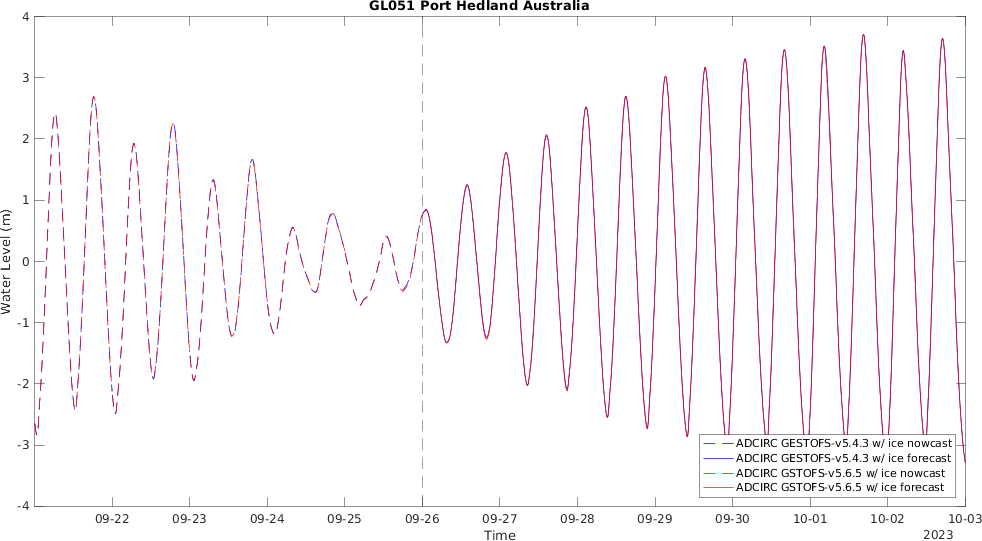 GL051 Port Hedland Australia
4
3
2
1
0
-1
-2
-3
-4
Water Level (m)
ADCIRC GESTOFS-v5.4.3 w/ ice nowcast
ADCIRC GESTOFS-v5.4.3 w/ ice forecast
ADCIRC GSTOFS-v5.6.5 w/ ice nowcast
ADCIRC GSTOFS-v5.6.5 w/ ice forecast
09-22 09-23 09-24 09-25 09-26 09-27 09-28 09-29 09-30 10-01 10-02 10-03
Time
2023